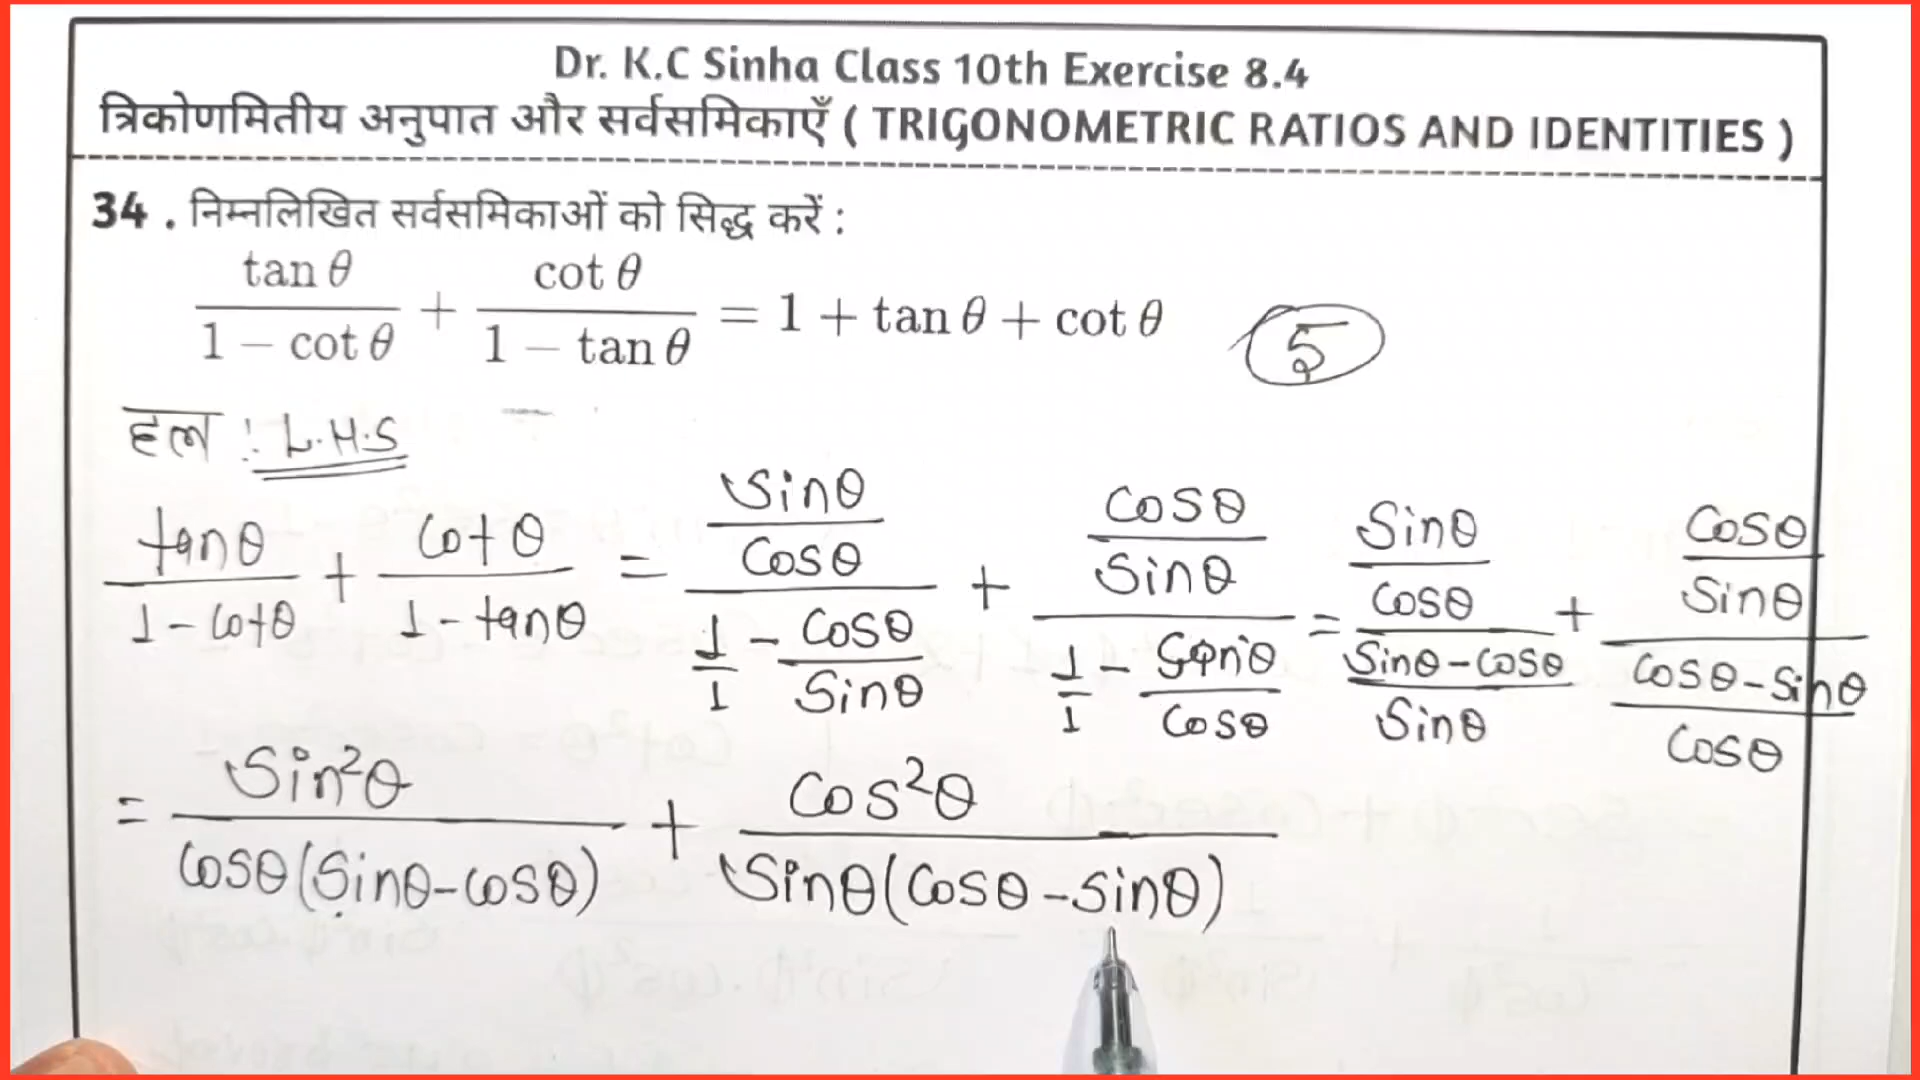 Dr. K.C Sinha Class 10th Exercise 8.4
त्रिकोणमितीय अनुपात और सर्वसमिकाएँ ( TRIGONOMETRIC RATIOS AND IDENTITIES )
34 . निम्नलिखित सर्वसमिकाओं को सिद्ध करें :
tan θ / (1 − cot θ) + cot θ / (1 − tan θ) = 1 + tan θ + cot θ
5
हल : L.H.S
tanθ / (1 - cotθ) + cotθ / (1 - tanθ) = (sinθ / cosθ) / (1/1 - cosθ / sinθ) + (cosθ / sinθ) / (1/1 - sinθ / cosθ) = (sinθ / cosθ) / ((sinθ - cosθ) / sinθ) + (cosθ / sinθ) / ((cosθ - sinθ) / cosθ)
= sin²θ / cosθ(sinθ - cosθ) + cos²θ / sinθ(cosθ - sinθ)